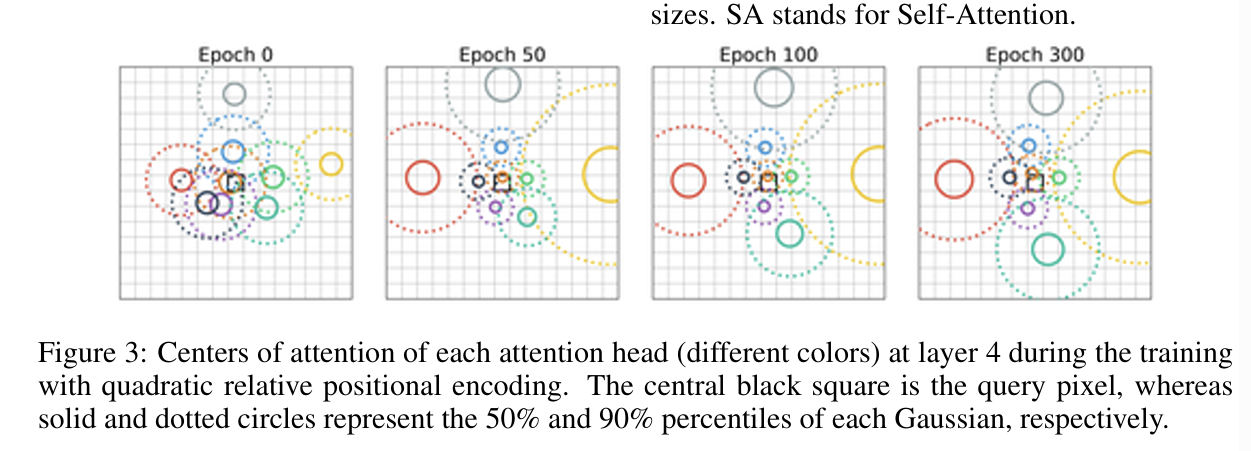 sizes. SA stands for Self-Attention.
Epoch 0
Epoch 50
Epoch 100
Epoch 300
Figure 3: Centers of attention of each attention head (different colors) at layer 4 during the training
with quadratic relative positional encoding. The central black square is the query pixel, whereas
solid and dotted circles represent the 50% and 90% percentiles of each Gaussian, respectively.